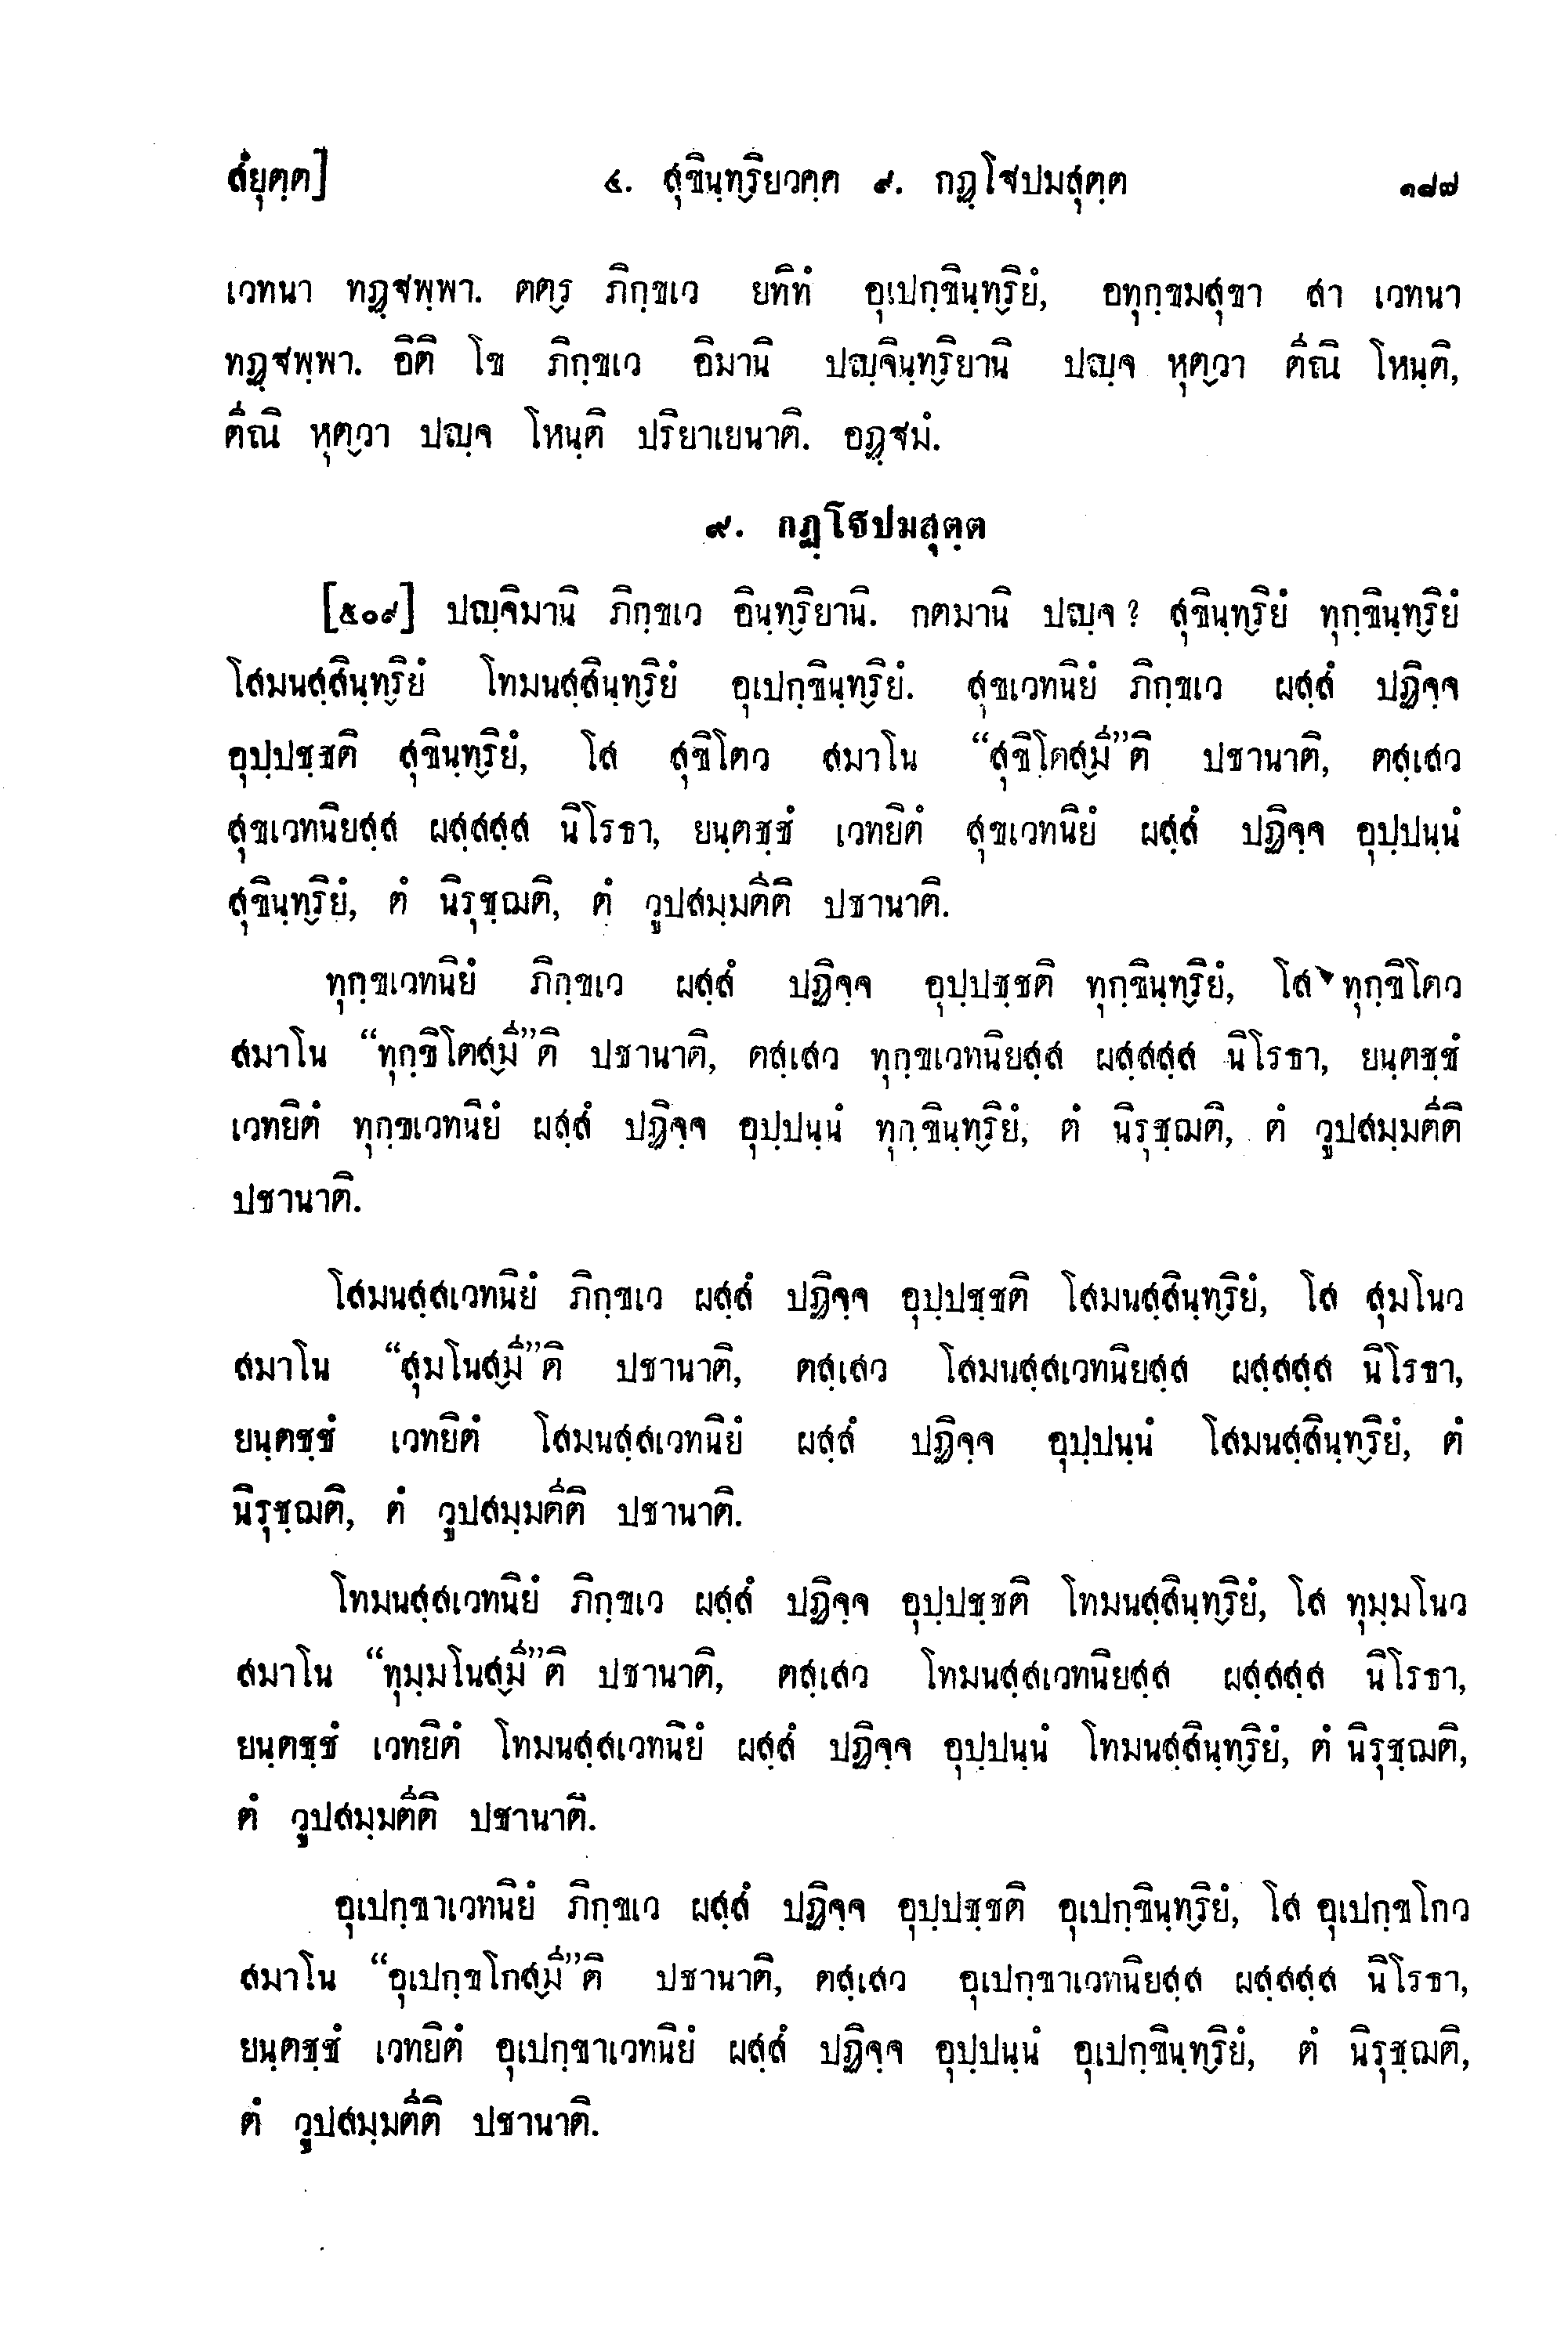 สํยุตฺต] ๔. สุขินฺท๎ริยวคฺค ๙. กฏฺโฐปมสุตฺต ๑๘๗
เวทนา ทฏฺฐพฺพา. ตต๎ร ภิกฺขเว ยทิทํ อุเปกฺขินฺท๎ริยํ, อทุกฺขมสุขา สา เวทนา
ทฏฺฐพฺพา. อิติ โข ภิกฺขเว อิมานิ ปญฺจินฺท๎ริยานิ ปญฺจ หุต๎วา ตีณิ โหนฺติ,
ตีณิ หุต๎วา ปญฺจ โหนฺติ ปริยาเยนาติ. อฏฺฐมํ.
๙. กฏฺโฐปมสุตฺต
[๕๐๙] ปญฺจิมานิ ภิกฺขเว อินฺท๎ริยานิ. กตมานิ ปญฺจ ? สุขินฺท๎ริยํ ทุกฺขินฺท๎ริยํ
โสมนสฺสินฺท๎ริยํ โทมนสฺสินฺท๎ริยํ อุเปกฺขินฺท๎ริยํ. สุขเวทนิยํ ภิกฺขเว ผสฺสํ ปฏิจฺจ
อุปฺปชฺชติ สุขินฺท๎ริยํ, โส สุขิโตว สมาโน “สุขิโตส๎มี”ติ ปชานาติ, ตสฺเสว
สุขเวทนิยสฺส ผสฺสสฺส นิโรธา, ยนฺตชฺชํ เวทยิตํ สุขเวทนิยํ ผสฺสํ ปฏิจฺจ อุปฺปนฺนํ
สุขินฺท๎ริยํ, ตํ นิรุชฺฌติ, ตํ วูปสมฺมตีติ ปชานาติ.
ทุกฺขเวทนิยํ ภิกฺขเว ผสฺสํ ปฏิจฺจ อุปฺปชฺชติ ทุกฺขินฺท๎ริยํ, โส ทุกฺขิโตว
สมาโน “ทุกฺขิโตส๎มี”ติ ปชานาติ, ตสฺเสว ทุกฺขเวทนิยสฺส ผสฺสสฺส นิโรธา, ยนฺตชฺชํ
เวทยิตํ ทุกฺขเวทนิยํ ผสฺสํ ปฏิจฺจ อุปฺปนฺนํ ทุกฺขินฺท๎ริยํ, ตํ นิรุชฺฌติ, ตํ วูปสมฺมตีติ
ปชานาติ.
โสมนสฺสเวทนิยํ ภิกฺขเว ผสฺสํ ปฏิจฺจ อุปฺปชฺชติ โสมนสฺสินฺท๎ริยํ, โส สุมโนว
สมาโน “สุมโนส๎มี”ติ ปชานาติ, ตสฺเสว โสมนสฺสเวทนิยสฺส ผสฺสสฺส นิโรธา,
ยนฺตชฺชํ เวทยิตํ โสมนสฺสเวทนิยํ ผสฺสํ ปฏิจฺจ อุปฺปนฺนํ โสมนสฺสินฺท๎ริยํ, ตํ
นิรุชฺฌติ, ตํ วูปสมฺมตีติ ปชานาติ.
โทมนสฺสเวทนิยํ ภิกฺขเว ผสฺสํ ปฏิจฺจ อุปฺปชฺชติ โทมนสฺสินฺท๎ริยํ, โส ทุมฺมโนว
สมาโน “ทุมฺมโนส๎มี”ติ ปชานาติ, ตสฺเสว โทมนสฺสเวทนิยสฺส ผสฺสสฺส นิโรธา,
ยนฺตชฺชํ เวทยิตํ โทมนสฺสเวทนิยํ ผสฺสํ ปฏิจฺจ อุปฺปนฺนํ โทมนสฺสินฺท๎ริยํ, ตํ นิรุชฺฌติ,
ตํ วูปสมฺมตีติ ปชานาติ.
อุเปกฺขาเวทนิยํ ภิกฺขเว ผสฺสํ ปฏิจฺจ อุปฺปชฺชติ อุเปกฺขินฺท๎ริยํ, โส อุเปกฺขโกว
สมาโน “อุเปกฺขโกส๎มี”ติ ปชานาติ, ตสฺเสว อุเปกฺขาเวทนิยสฺส ผสฺสสฺส นิโรธา,
ยนฺตชฺชํ เวทยิตํ อุเปกฺขาเวทนิยํ ผสฺสํ ปฏิจฺจ อุปฺปนฺนํ อุเปกฺขินฺท๎ริยํ, ตํ นิรุชฺฌติ,
ตํ วูปสมฺมตีติ ปชานาติ.